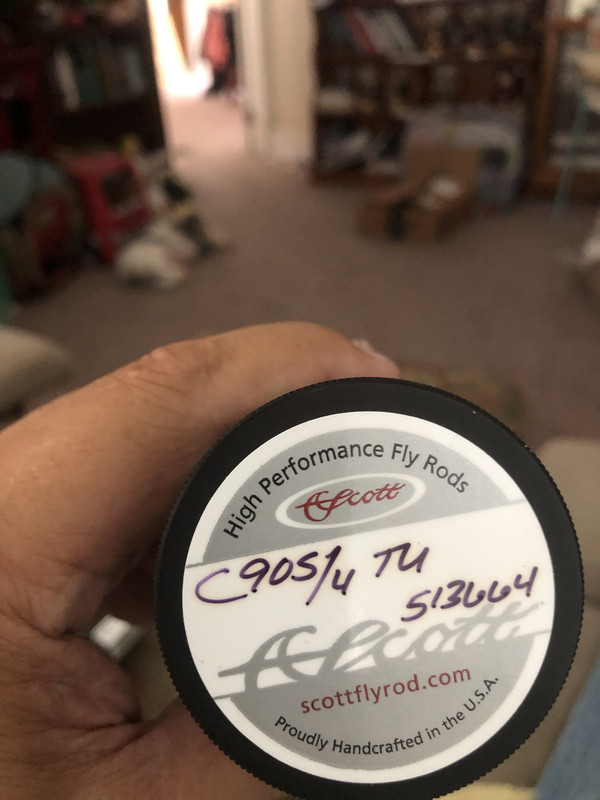 High Performance Fly Rods
Scott
C905/4 TU
513664
Scott
scottflyrod.com
Proudly Handcrafted in the U.S.A.